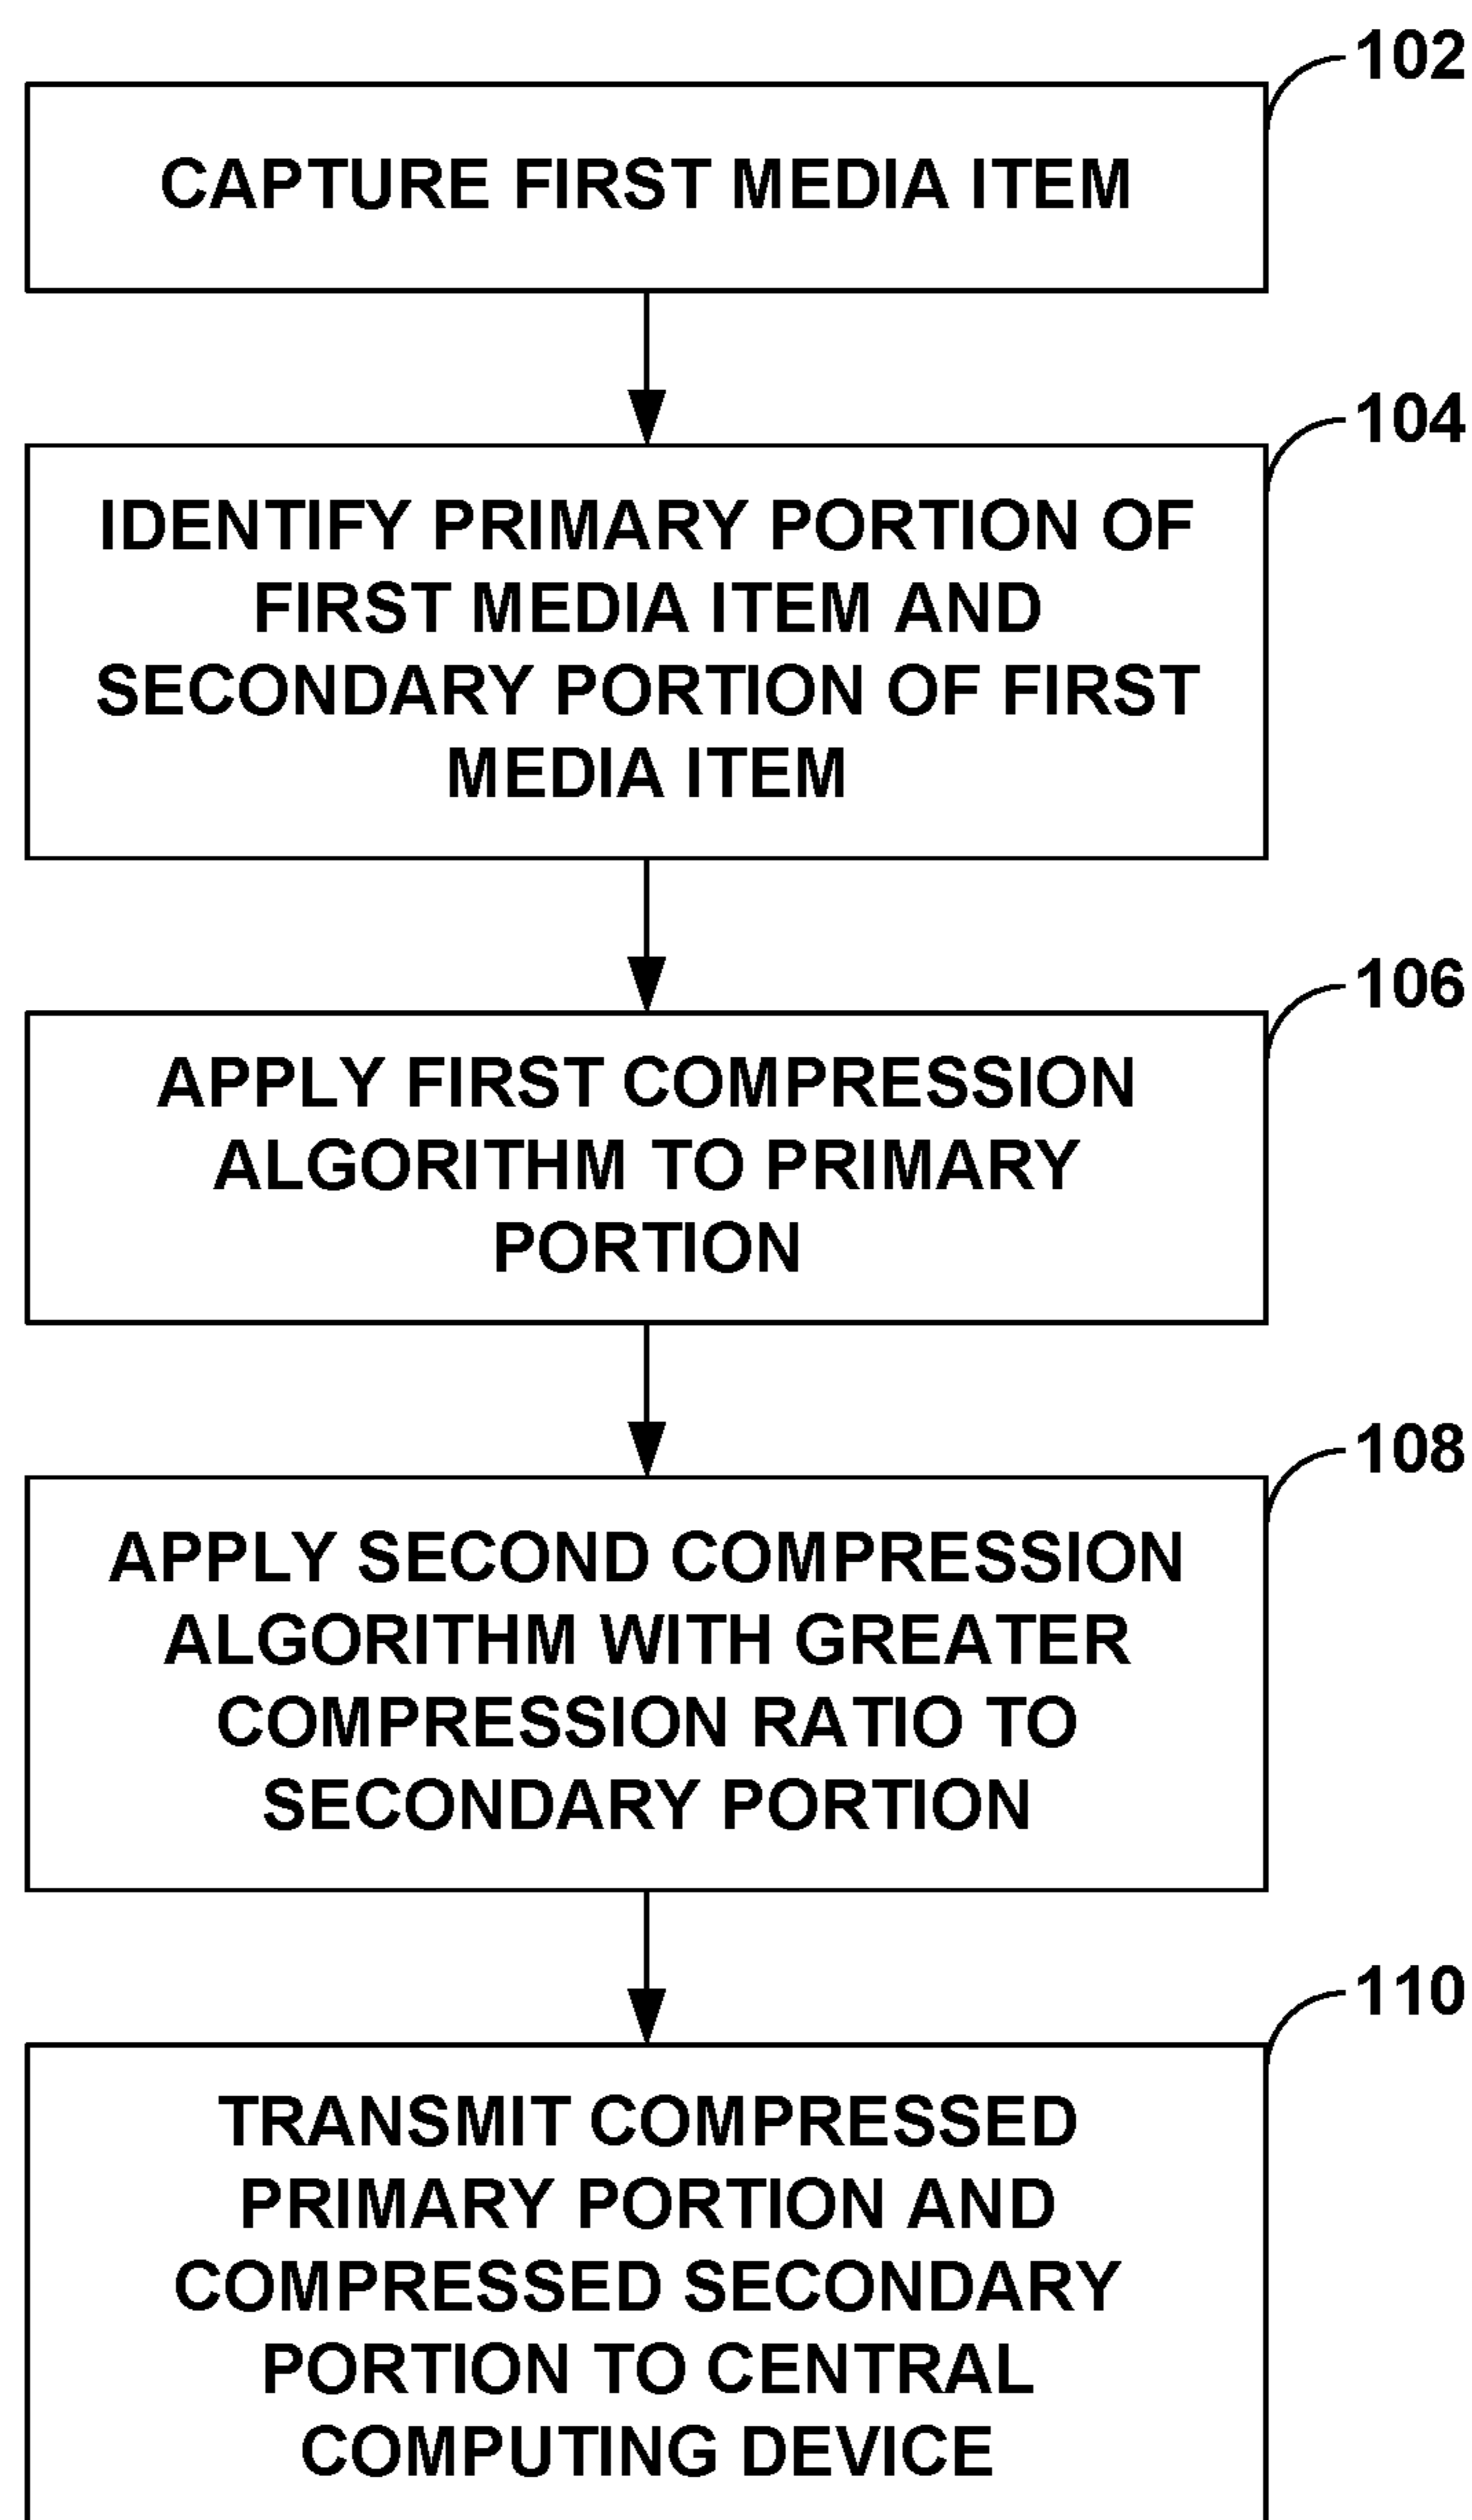 102
CAPTURE FIRST MEDIA ITEM
104
IDENTIFY PRIMARY PORTION OF
FIRST MEDIA ITEM AND
SECONDARY PORTION OF FIRST
MEDIA ITEM
106
APPLY FIRST COMPRESSION
ALGORITHM TO PRIMARY
PORTION
108
APPLY SECOND COMPRESSION
ALGORITHM WITH GREATER
COMPRESSION RATIO TO
SECONDARY PORTION
110
TRANSMIT COMPRESSED
PRIMARY PORTION AND
COMPRESSED SECONDARY
PORTION TO CENTRAL
COMPUTING DEVICE